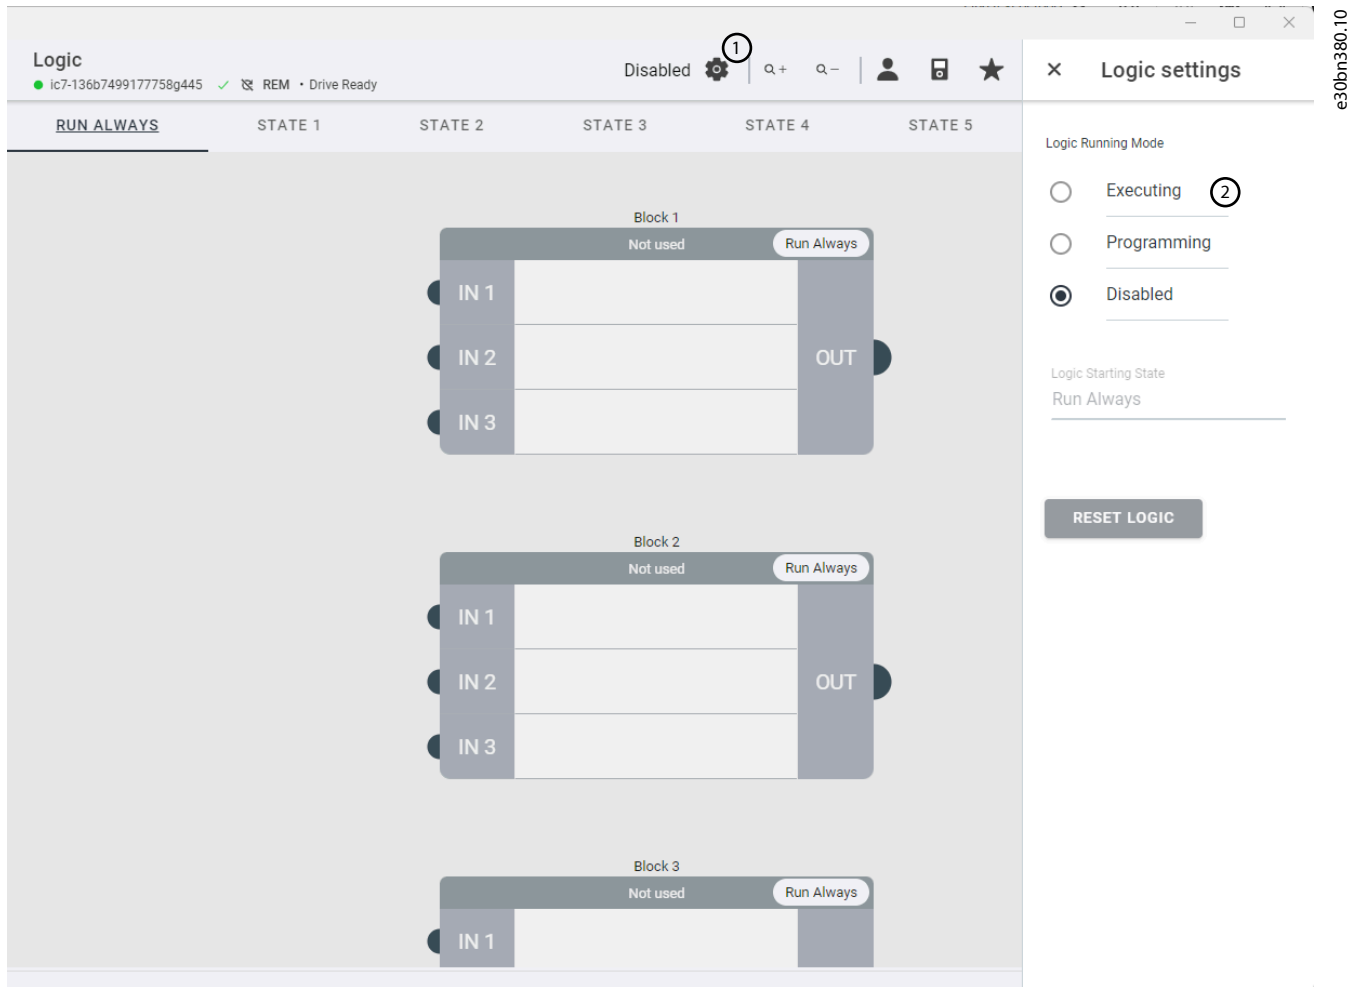 e30bn380.10
Logic
ic7-136b7499177758g445 REM • Drive Ready
Disabled
1
Logic settings
RUN ALWAYS STATE 1 STATE 2 STATE 3 STATE 4 STATE 5
Logic Running Mode
Executing 2
Programming
Disabled
Logic Starting State
Run Always
RESET LOGIC
Block 1
Not used Run Always
IN 1
IN 2 OUT
IN 3
Block 2
Not used Run Always
IN 1
IN 2 OUT
IN 3
Block 3
Not used Run Always
IN 1